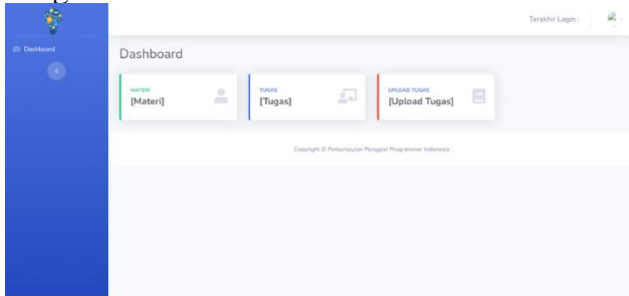 Terakhir Login :
Dashboard
Dashboard
MATERI
[Materi]
TUGAS
[Tugas]
UPLOAD TUGAS
[Upload Tugas]
Copyright © Perkumpulan Penggiat Programmer Indonesia